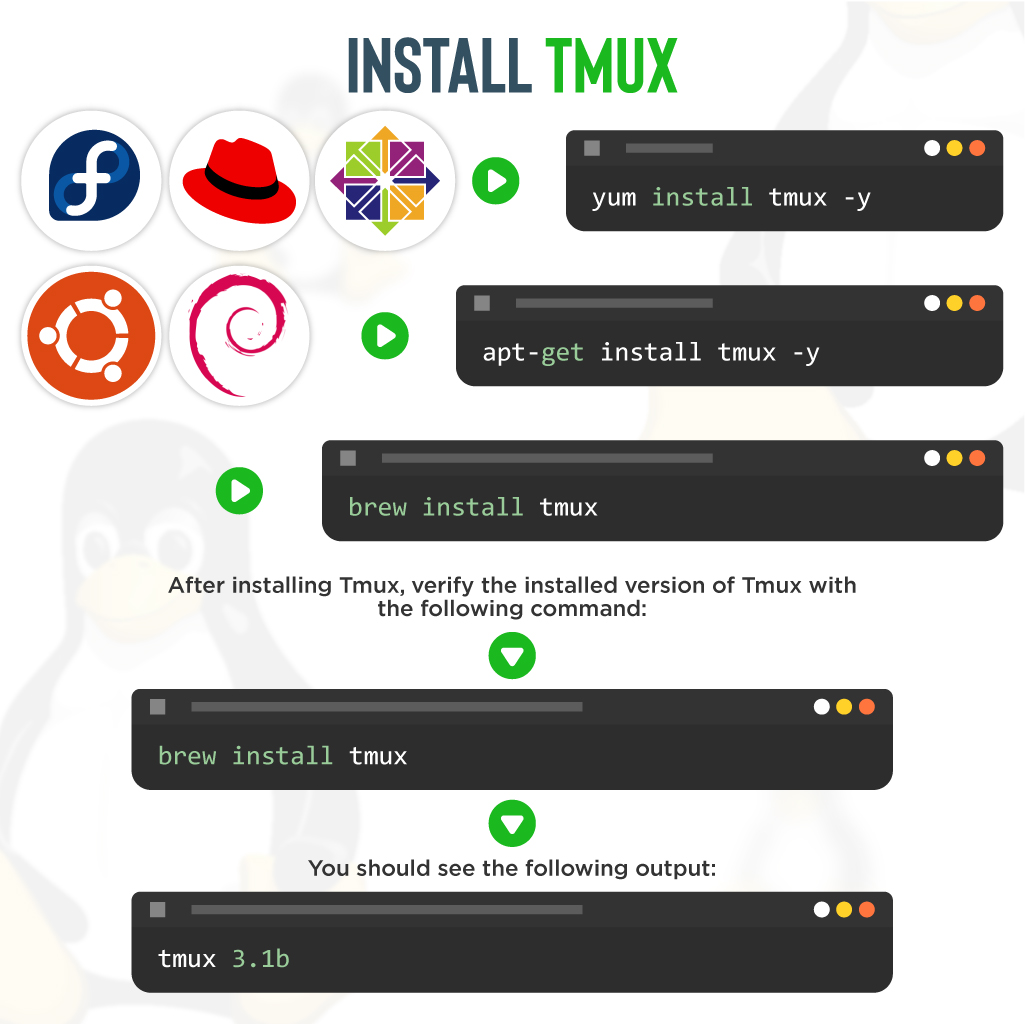 INSTALL TMUX
yum install tmux -y
apt-get install tmux -y
brew install tmux
After installing Tmux, verify the installed version of Tmux with
the following command:
brew install tmux
You should see the following output:
tmux 3.1b